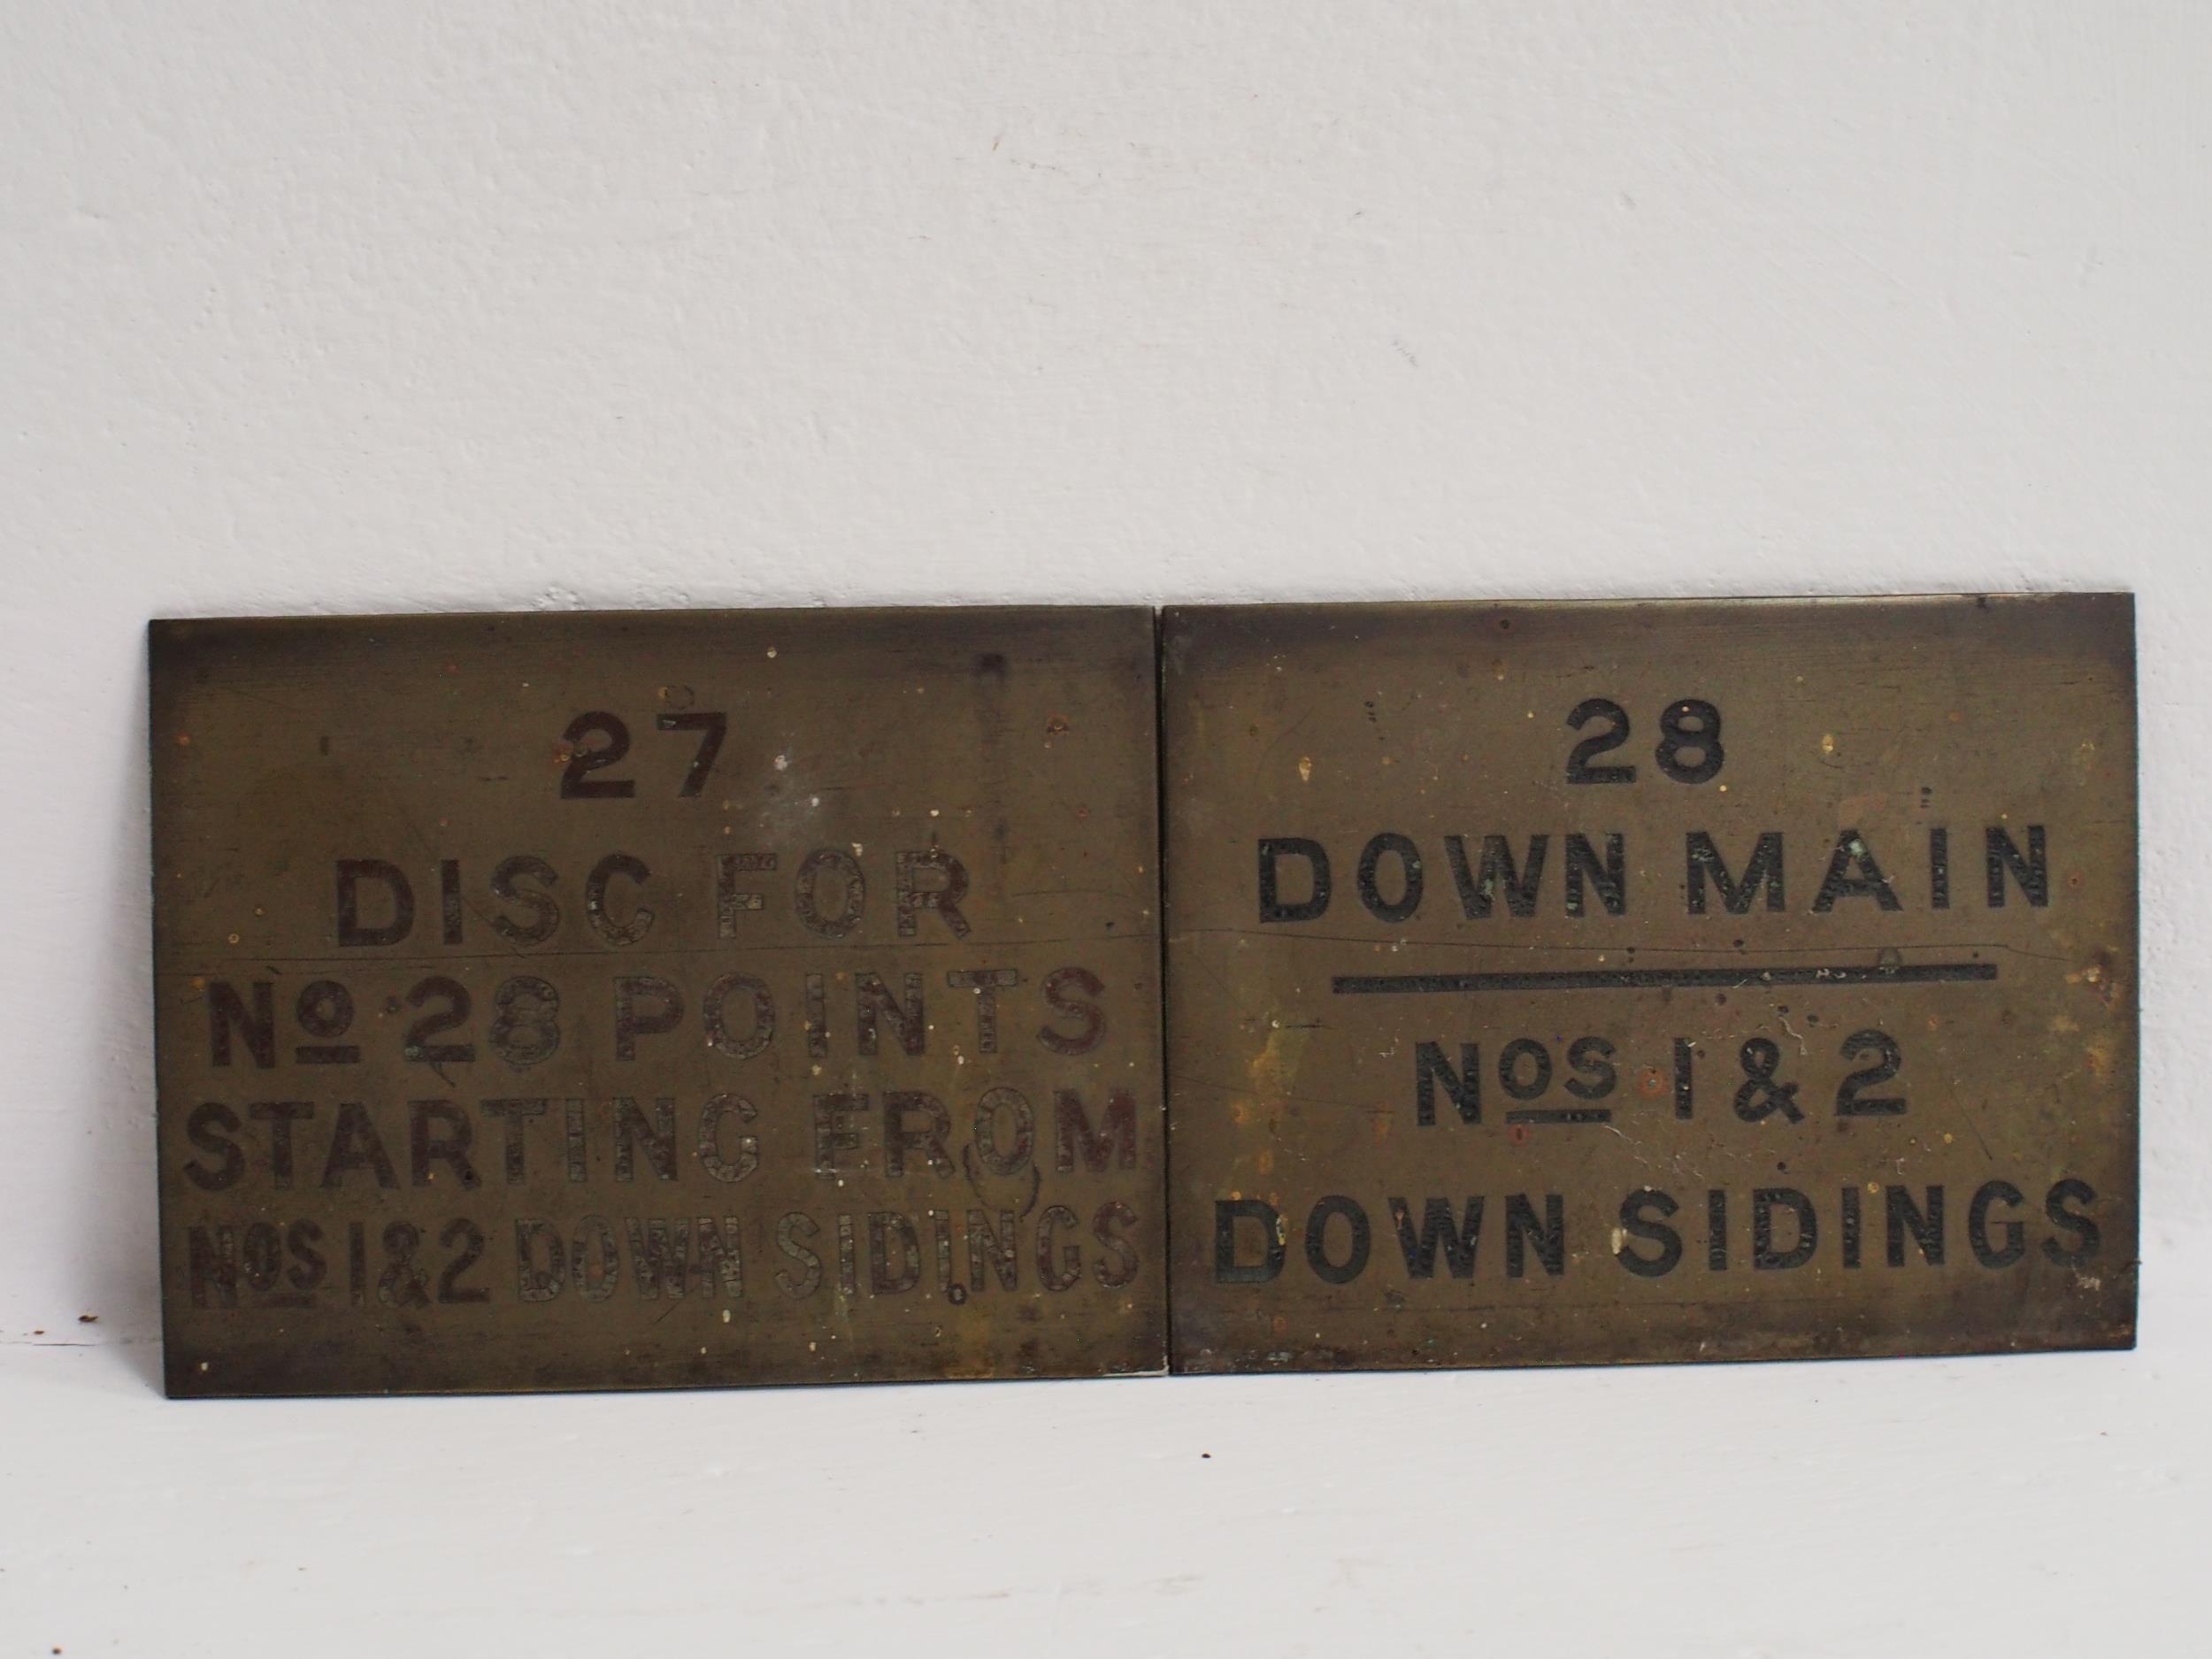 27
DISC FOR
No 28 POINTS
STARTING FROM
Nos 1 & 2 DOWN SIDINGS
28
DOWN MAIN
Nos 1 & 2
DOWN SIDINGS